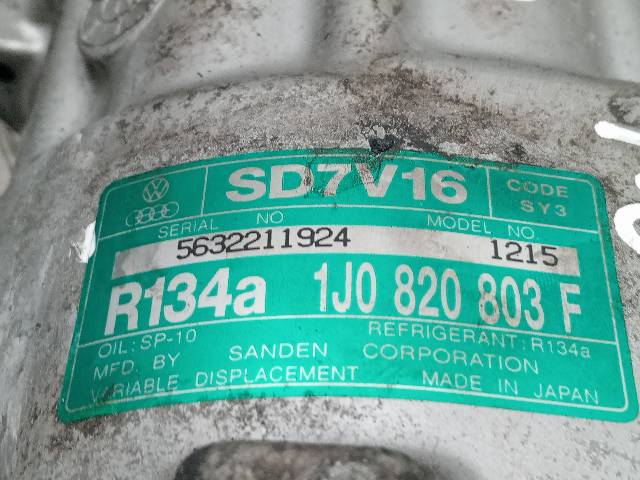 SD7V16
CODE
SY3
SERIAL NO
MODEL NO.
5632211924
1215
R134a 1J0 820 803 F
OIL: SP-10
REFRIGERANT: R134a
MFD. BY SANDEN CORPORATION
VARIABLE DISPLACEMENT MADE IN JAPAN